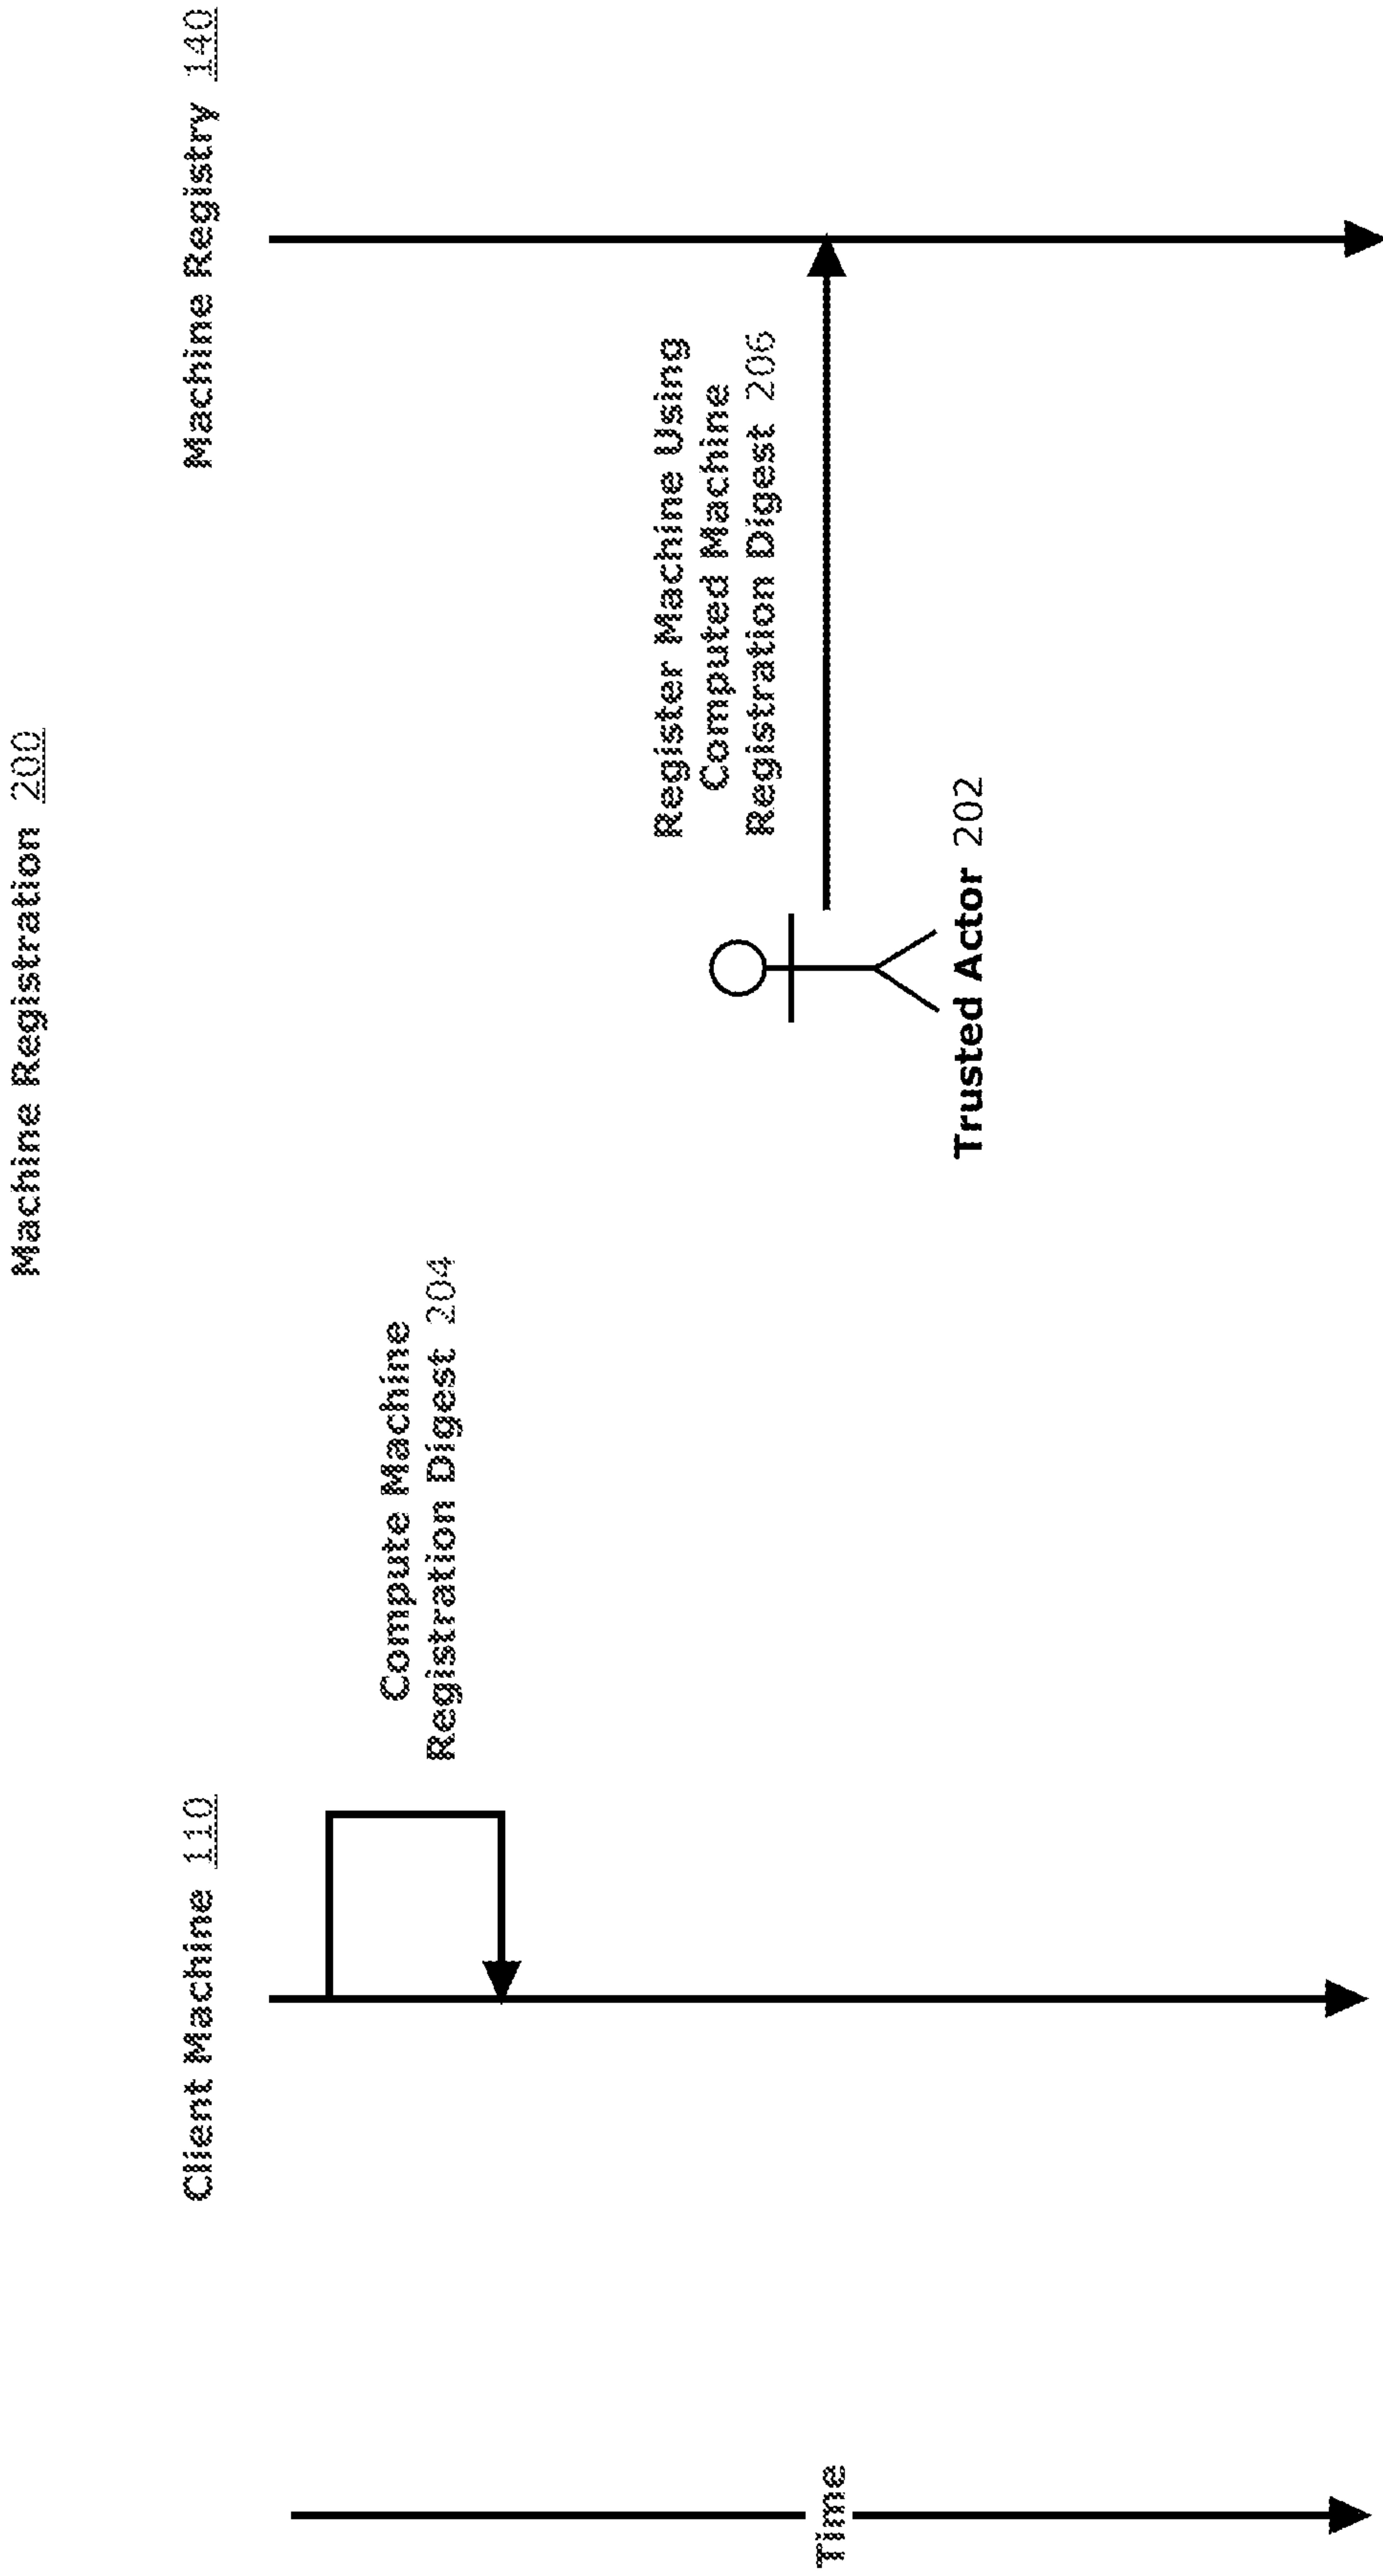 Machine Registration 200
Client Machine 110
Machine Registry 140
Compute Machine
Registration Digest 204
Register Machine Using
Computed Machine
Registration Digest 206
Trusted Actor 202
Time